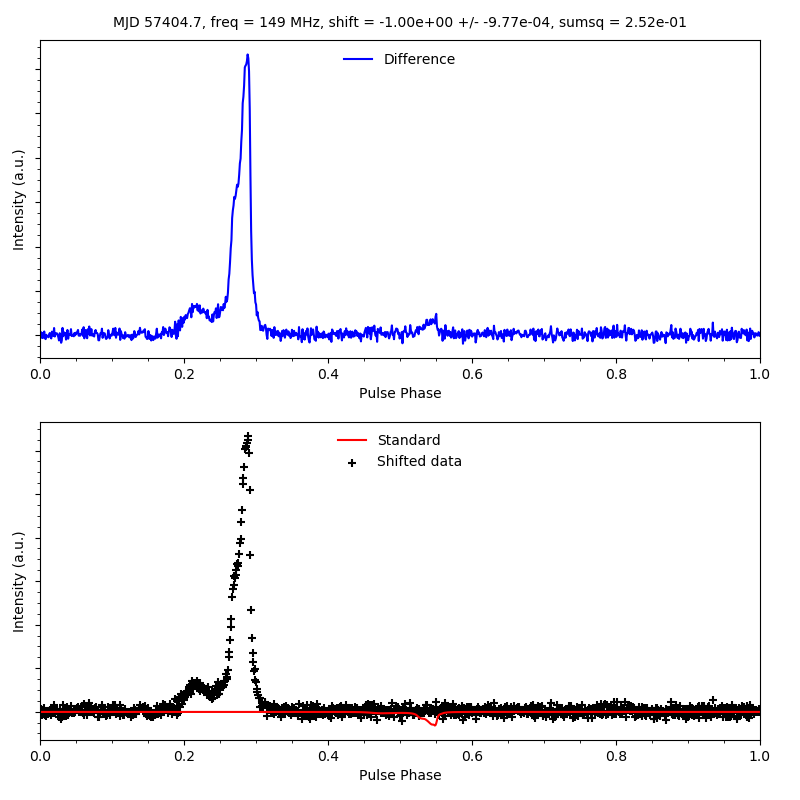 MJD 57404.7, freq = 149 MHz, shift = -1.00e+00 +/- -9.77e-04, sumsq = 2.52e-01
Difference
Intensity (a.u.)
0.0 0.2 0.4 0.6 0.8 1.0
Pulse Phase
Standard
Shifted data
Intensity (a.u.)
0.0 0.2 0.4 0.6 0.8 1.0
Pulse Phase